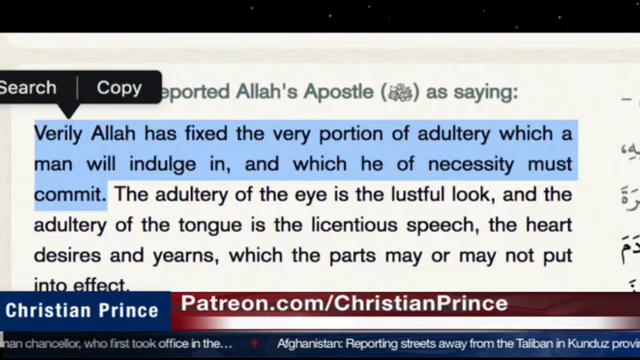 Search Copy
eported Allah's Apostle (ﷺ) as saying:
Verily Allah has fixed the very portion of adultery which a
man will indulge in, and which he of necessity must
commit. The adultery of the eye is the lustful look, and the
adultery of the tongue is the licentious speech, the heart
desires and yearns, which the parts may or may not put
into effect.
Christian Prince
Patreon.com/ChristianPrince
man chancellor, who first took office in the... Afghanistan: Reporting streets away from the Taliban in Kunduz provi